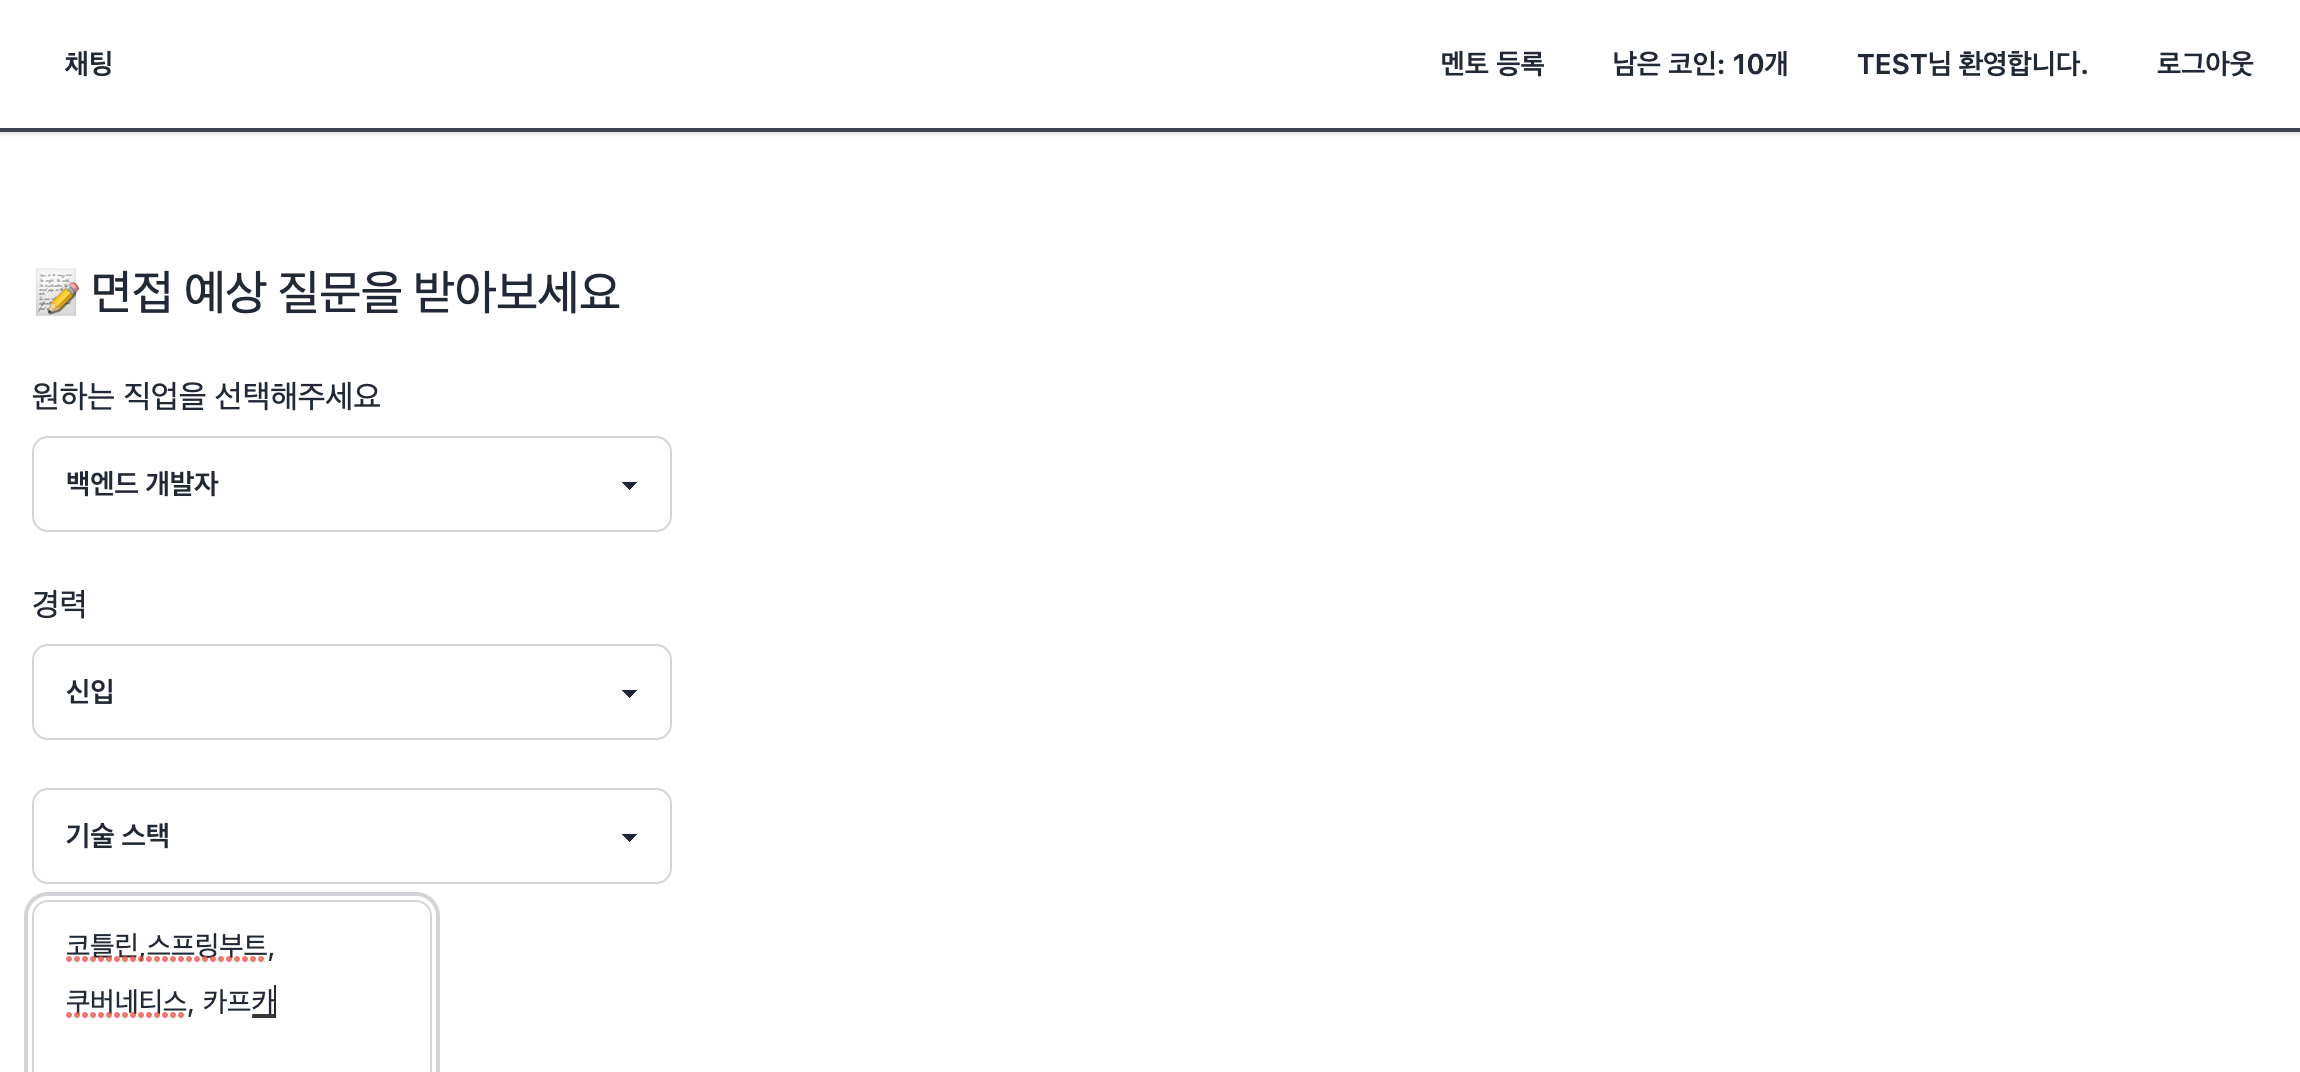 채팅 멘토 등록 남은 코인: 10개 TEST님 환영합니다. 로그아웃
면접 예상 질문을 받아보세요
원하는 직업을 선택해주세요
백엔드 개발자
경력
신입
기술 스택
코틀린,스프링부트,
쿠버네티스, 카프카